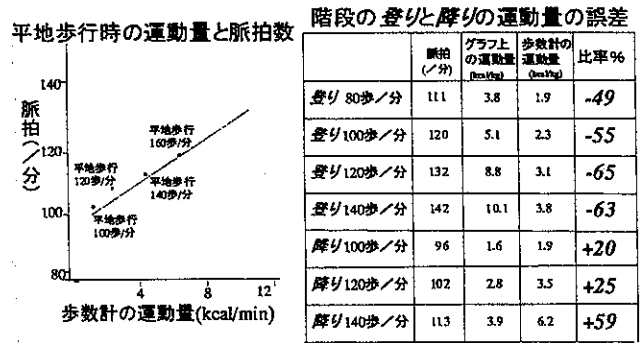 平地歩行時の運動量と脈拍数
140
120
100
80
脈拍(/分)
平地歩行
160歩/分
平地歩行
120歩/分
平地歩行
140歩/分
平地歩行
100歩/分
4 8 12
歩数計の運動量(kcal/min)
階段の登りと降りの運動量の誤差
脈拍(/分) グラフ上の運動量(kcal/kg) 歩数計の運動量(kcal/kg) 比率%
登り 80歩/分 111 3.8 1.9 -49
登り100歩/分 120 5.1 2.3 -55
登り120歩/分 132 8.8 3.1 -65
登り140歩/分 142 10.1 3.8 -63
降り100歩/分 96 1.6 1.9 +20
降り120歩/分 102 2.8 3.5 +25
降り140歩/分 113 3.9 6.2 +59